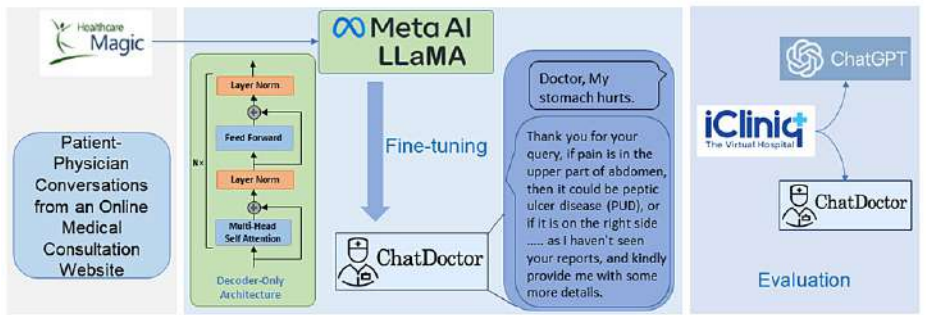 Healthcare
Magic
Patient-
Physician
Conversations
from an Online
Medical
Consultation
Website
Meta AI
LLaMA
Layer Norm
Feed Forward
N×
Layer Norm
Multi-Head
Self Attention
Decoder-Only
Architecture
Fine-tuning
ChatDoctor
Doctor, My
stomach hurts.
Thank you for your
query, if pain is in the
upper part of abdomen,
then it could be peptic
ulcer disease (PUD), or
if it is on the right side
..... as I haven't seen
your reports, and kindly
provide me with some
more details.
ChatGPT
iCliniq
The Virtual Hospital
ChatDoctor
Evaluation